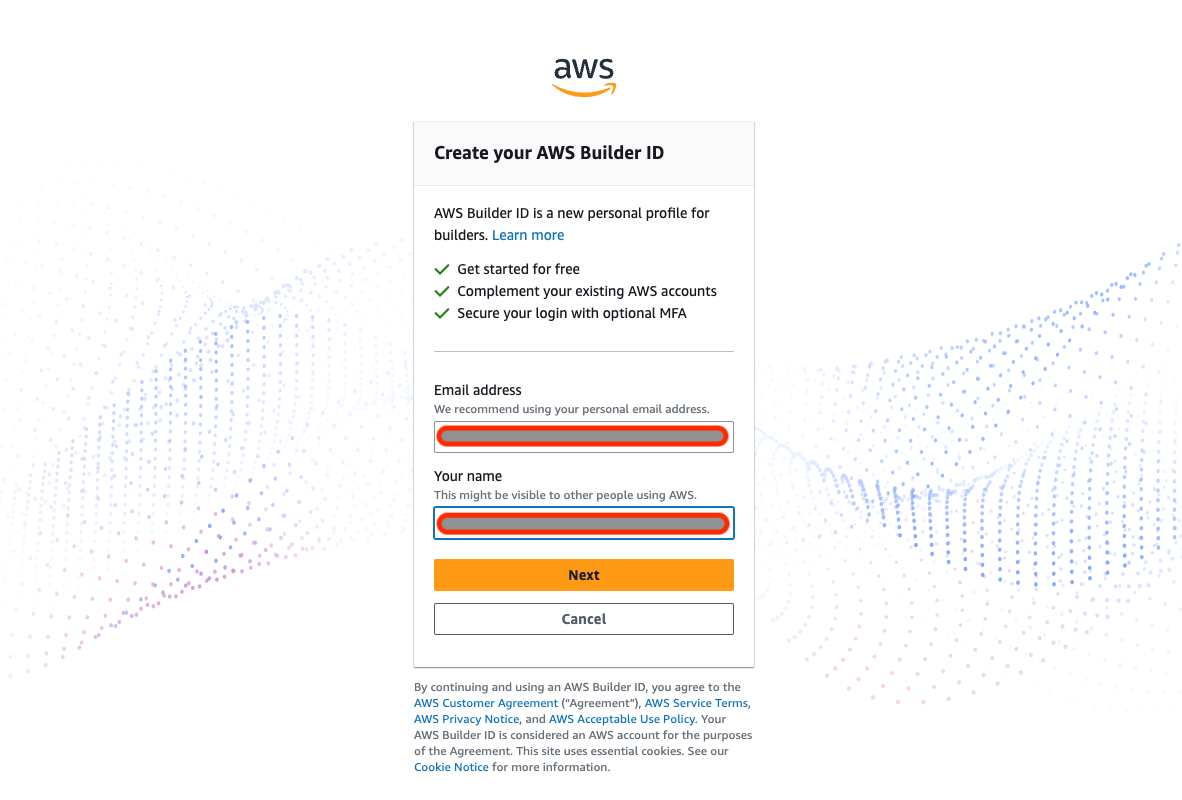 aws
Create your AWS Builder ID
AWS Builder ID is a new personal profile for
builders. Learn more
Get started for free
Complement your existing AWS accounts
Secure your login with optional MFA
Email address
We recommend using your personal email address.
Your name
This might be visible to other people using AWS.
Next
Cancel
By continuing and using an AWS Builder ID, you agree to the
AWS Customer Agreement (“Agreement”), AWS Service Terms,
AWS Privacy Notice, and AWS Acceptable Use Policy. Your
AWS Builder ID is considered an AWS account for the purposes
of the Agreement. This site uses essential cookies. See our
Cookie Notice for more information.